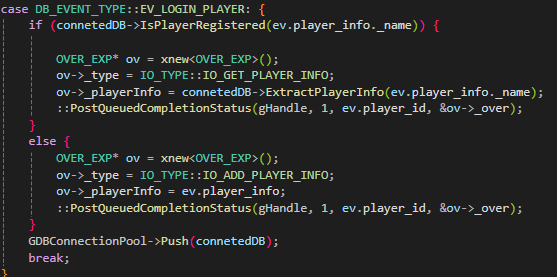 case DB_EVENT_TYPE::EV_LOGIN_PLAYER: {
if (connetedDB->IsPlayerRegistered(ev.player_info._name)) {
OVER_EXP* ov = xnew<OVER_EXP>();
ov->_type = IO_TYPE::IO_GET_PLAYER_INFO;
ov->_playerInfo = connetedDB->ExtractPlayerInfo(ev.player_info._name);
::PostQueuedCompletionStatus(gHandle, 1, ev.player_id, &ov->_over);
}
else {
OVER_EXP* ov = xnew<OVER_EXP>();
ov->_type = IO_TYPE::IO_ADD_PLAYER_INFO;
ov->_playerInfo = ev.player_info;
::PostQueuedCompletionStatus(gHandle, 1, ev.player_id, &ov->_over);
}
GDBConnectionPool->Push(connetedDB);
break;
}